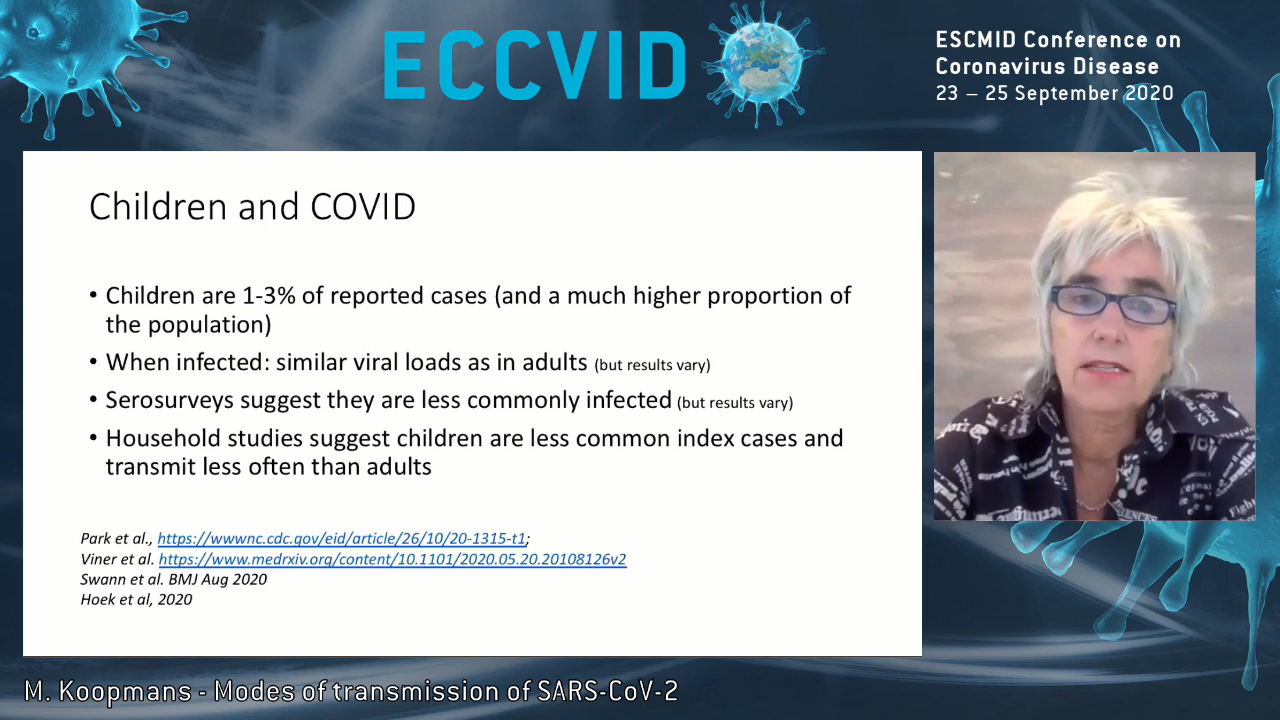 ECCVID
ESCMID Conference on
Coronavirus Disease
23 – 25 September 2020
Children and COVID
• Children are 1-3% of reported cases (and a much higher proportion of
the population)
• When infected: similar viral loads as in adults (but results vary)
• Serosurveys suggest they are less commonly infected (but results vary)
• Household studies suggest children are less common index cases and
transmit less often than adults
Park et al., https://wwwnc.cdc.gov/eid/article/26/10/20-1315-t1;
Viner et al. https://www.medrxiv.org/content/10.1101/2020.05.20.20108126v2
Swann et al. BMJ Aug 2020
Hoek et al, 2020
M. Koopmans - Modes of transmission of SARS-CoV-2